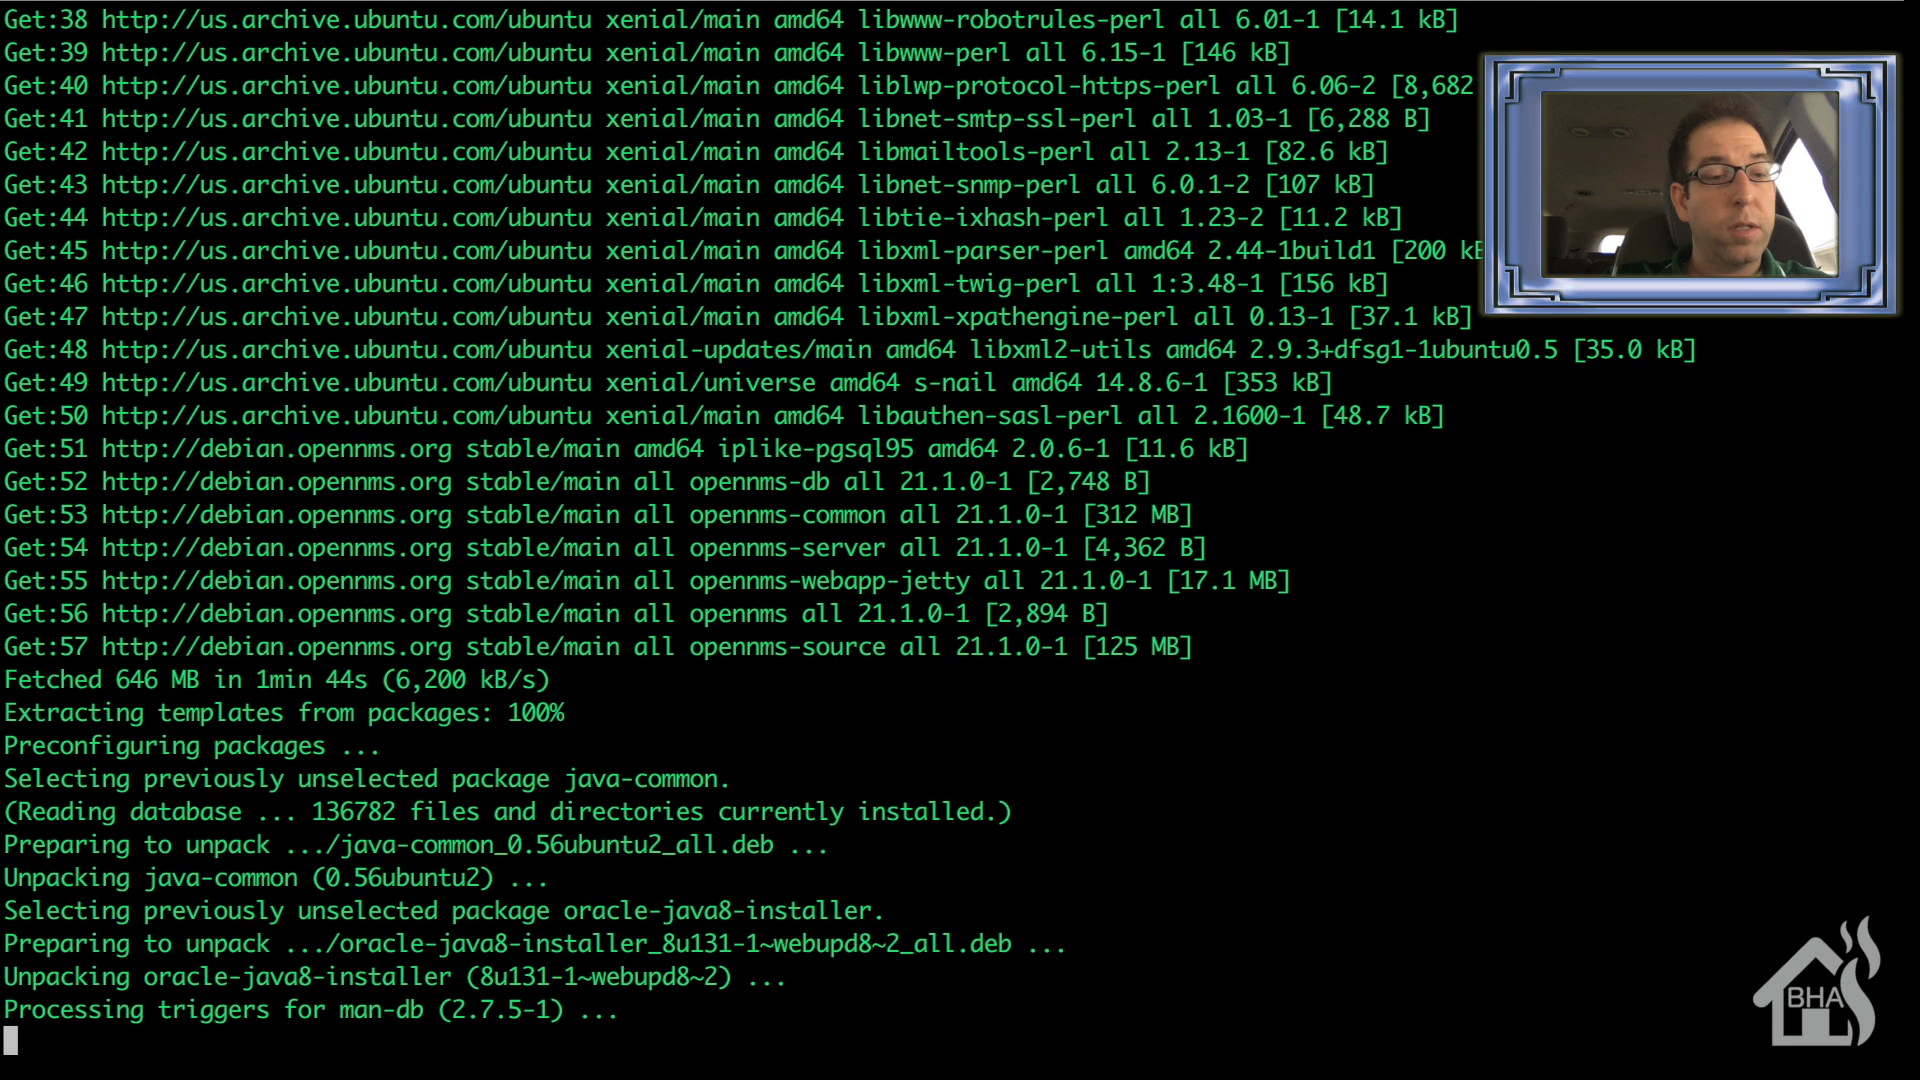 Get:38 http://us.archive.ubuntu.com/ubuntu xenial/main amd64 libwww-robotrules-perl all 6.01-1 [14.1 kB]
Get:39 http://us.archive.ubuntu.com/ubuntu xenial/main amd64 libwww-perl all 6.15-1 [146 kB]
Get:40 http://us.archive.ubuntu.com/ubuntu xenial/main amd64 liblwp-protocol-https-perl all 6.06-2 [8,682
Get:41 http://us.archive.ubuntu.com/ubuntu xenial/main amd64 libnet-smtp-ssl-perl all 1.03-1 [6,288 B]
Get:42 http://us.archive.ubuntu.com/ubuntu xenial/main amd64 libmailtools-perl all 2.13-1 [82.6 kB]
Get:43 http://us.archive.ubuntu.com/ubuntu xenial/main amd64 libnet-snmp-perl all 6.0.1-2 [107 kB]
Get:44 http://us.archive.ubuntu.com/ubuntu xenial/main amd64 libtie-ixhash-perl all 1.23-2 [11.2 kB]
Get:45 http://us.archive.ubuntu.com/ubuntu xenial/main amd64 libxml-parser-perl amd64 2.44-1build1 [200 kB
Get:46 http://us.archive.ubuntu.com/ubuntu xenial/main amd64 libxml-twig-perl all 1:3.48-1 [156 kB]
Get:47 http://us.archive.ubuntu.com/ubuntu xenial/main amd64 libxml-xpathengine-perl all 0.13-1 [37.1 kB]
Get:48 http://us.archive.ubuntu.com/ubuntu xenial-updates/main amd64 libxml2-utils amd64 2.9.3+dfsg1-1ubuntu0.5 [35.0 kB]
Get:49 http://us.archive.ubuntu.com/ubuntu xenial/universe amd64 s-nail amd64 14.8.6-1 [353 kB]
Get:50 http://us.archive.ubuntu.com/ubuntu xenial/main amd64 libauthen-sasl-perl all 2.1600-1 [48.7 kB]
Get:51 http://debian.opennms.org stable/main amd64 iplike-pgsql95 amd64 2.0.6-1 [11.6 kB]
Get:52 http://debian.opennms.org stable/main all opennms-db all 21.1.0-1 [2,748 B]
Get:53 http://debian.opennms.org stable/main all opennms-common all 21.1.0-1 [312 MB]
Get:54 http://debian.opennms.org stable/main all opennms-server all 21.1.0-1 [4,362 B]
Get:55 http://debian.opennms.org stable/main all opennms-webapp-jetty all 21.1.0-1 [17.1 MB]
Get:56 http://debian.opennms.org stable/main all opennms all 21.1.0-1 [2,894 B]
Get:57 http://debian.opennms.org stable/main all opennms-source all 21.1.0-1 [125 MB]
Fetched 646 MB in 1min 44s (6,200 kB/s)
Extracting templates from packages: 100%
Preconfiguring packages ...
Selecting previously unselected package java-common.
(Reading database ... 136782 files and directories currently installed.)
Preparing to unpack .../java-common_0.56ubuntu2_all.deb ...
Unpacking java-common (0.56ubuntu2) ...
Selecting previously unselected package oracle-java8-installer.
Preparing to unpack .../oracle-java8-installer_8u131-1~webupd8~2_all.deb ...
Unpacking oracle-java8-installer (8u131-1~webupd8~2) ...
Processing triggers for man-db (2.7.5-1) ...
BHA